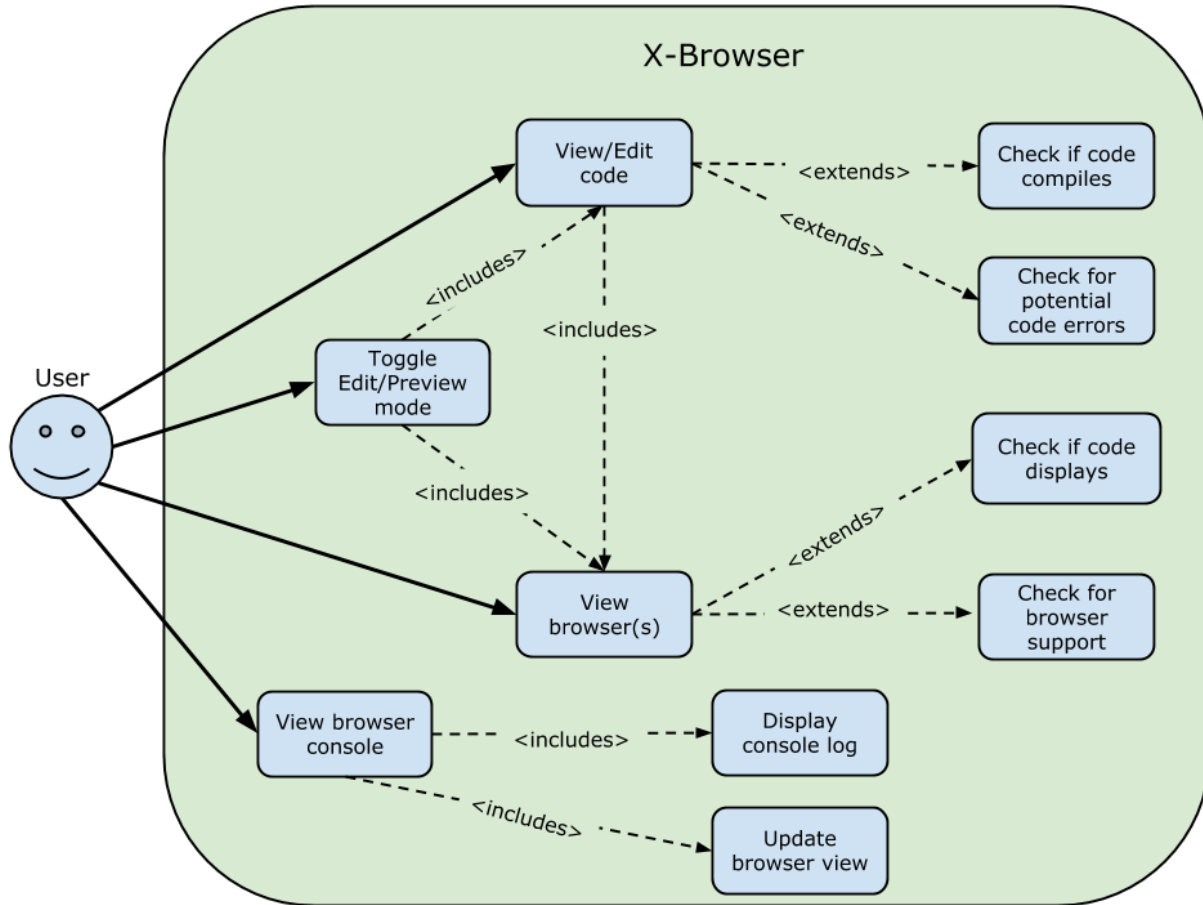 X-Browser
View/Edit
code
<extends>
Check if code
compiles
<extends>
Check for
potential
code errors
<includes>
<includes>
User
Toggle
Edit/Preview
mode
<includes>
Check if code
displays
<extends>
View
browser(s)
<extends>
Check for
browser
support
View browser
console
<includes>
Display
console log
<includes>
Update
browser view